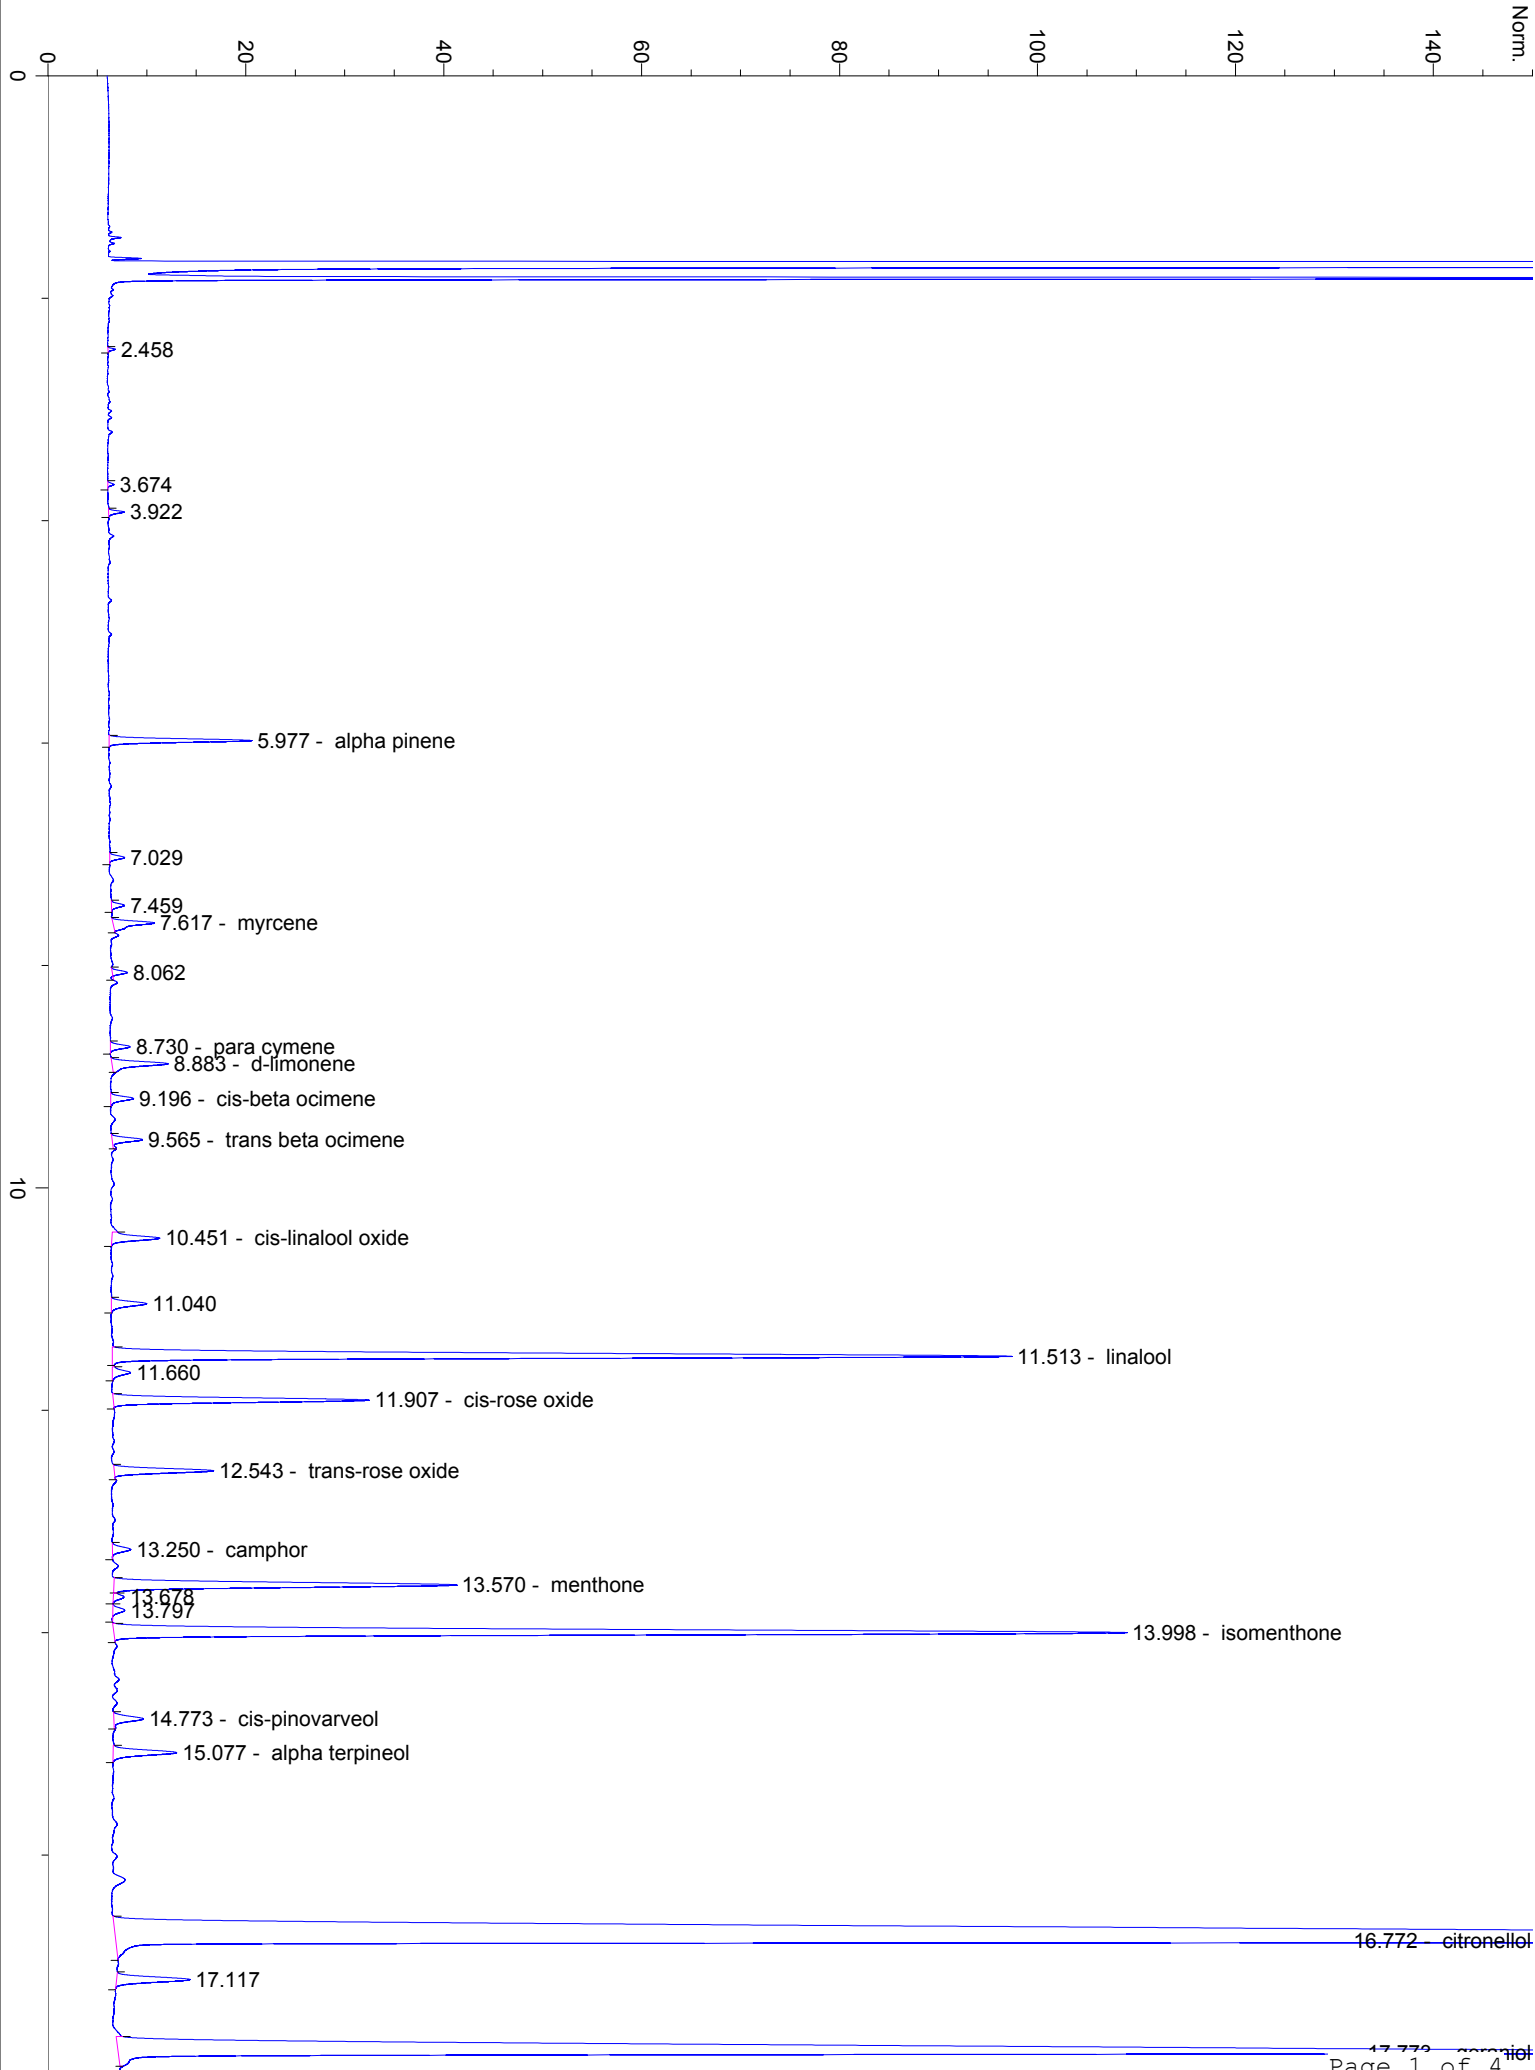 Norm.
0
20
40
60
80
100
120
140
0
2.458
3.674
3.922
5.977 - alpha pinene
7.029
7.459
7.617 - myrcene
8.062
8.730 - para cymene
8.883 - d-limonene
9.196 - cis-beta ocimene
9.565 - trans beta ocimene
10
10.451 - cis-linalool oxide
11.040
11.513 - linalool
11.660
11.907 - cis-rose oxide
12.543 - trans-rose oxide
13.250 - camphor
13.570 - menthone
13.678
13.797
13.998 - isomenthone
14.773 - cis-pinovarveol
15.077 - alpha terpineol
16.772 - citronellol
17.117
17.773 - geraniol
Page 1 of 4